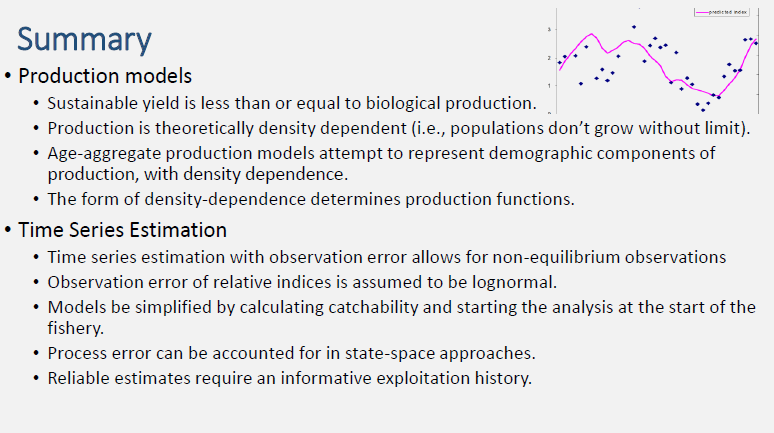 predicted index
Summary
3
2
1
0
• Production models
• Sustainable yield is less than or equal to biological production.
• Production is theoretically density dependent (i.e., populations don't grow without limit).
• Age-aggregate production models attempt to represent demographic components of
production, with density dependence.
• The form of density-dependence determines production functions.
• Time Series Estimation
• Time series estimation with observation error allows for non-equilibrium observations
• Observation error of relative indices is assumed to be lognormal.
• Models be simplified by calculating catchability and starting the analysis at the start of the
fishery.
• Process error can be accounted for in state-space approaches.
• Reliable estimates require an informative exploitation history.